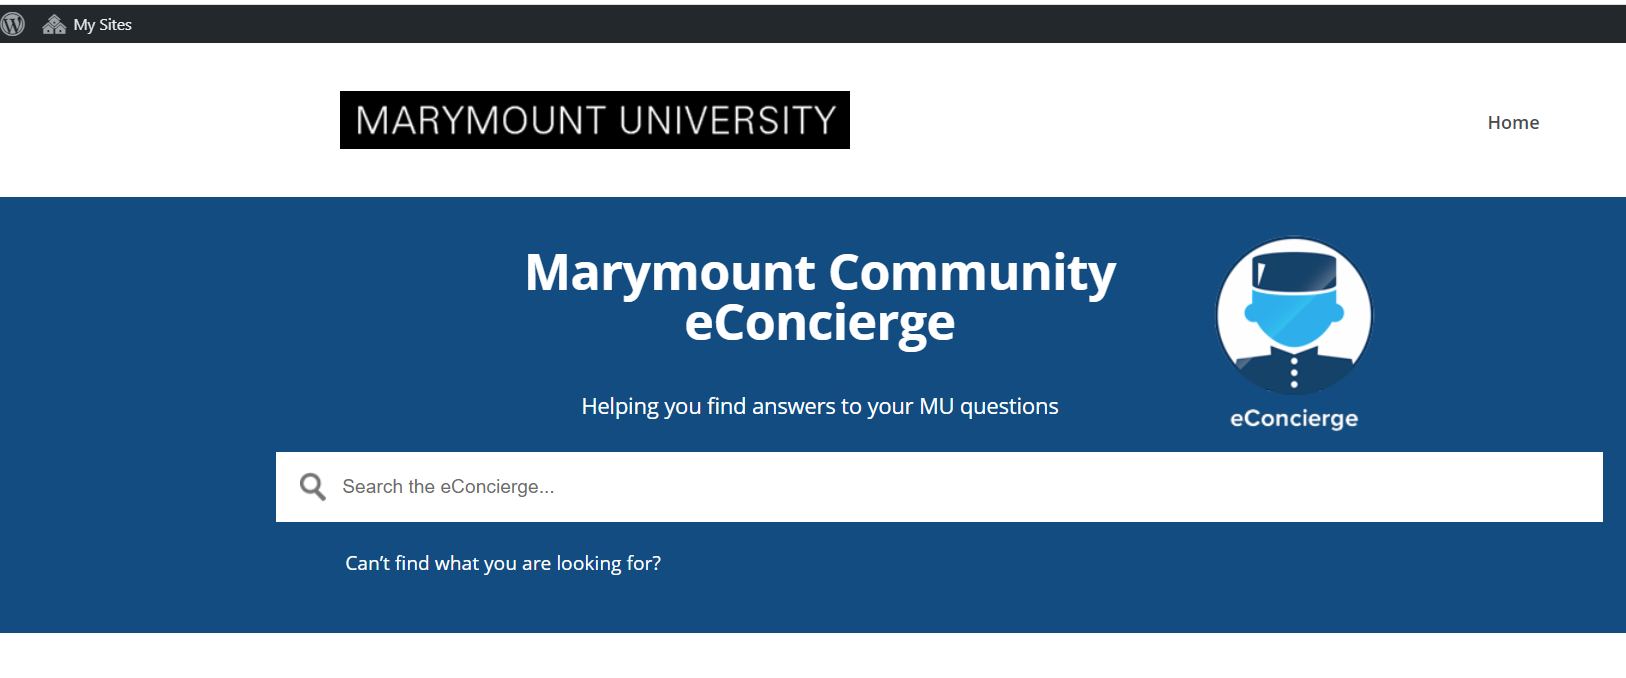 My Sites
MARYMOUNT UNIVERSITY
Home
Marymount Community
eConcierge
Helping you find answers to your MU questions
eConcierge
Search the eConcierge...
Can’t find what you are looking for?